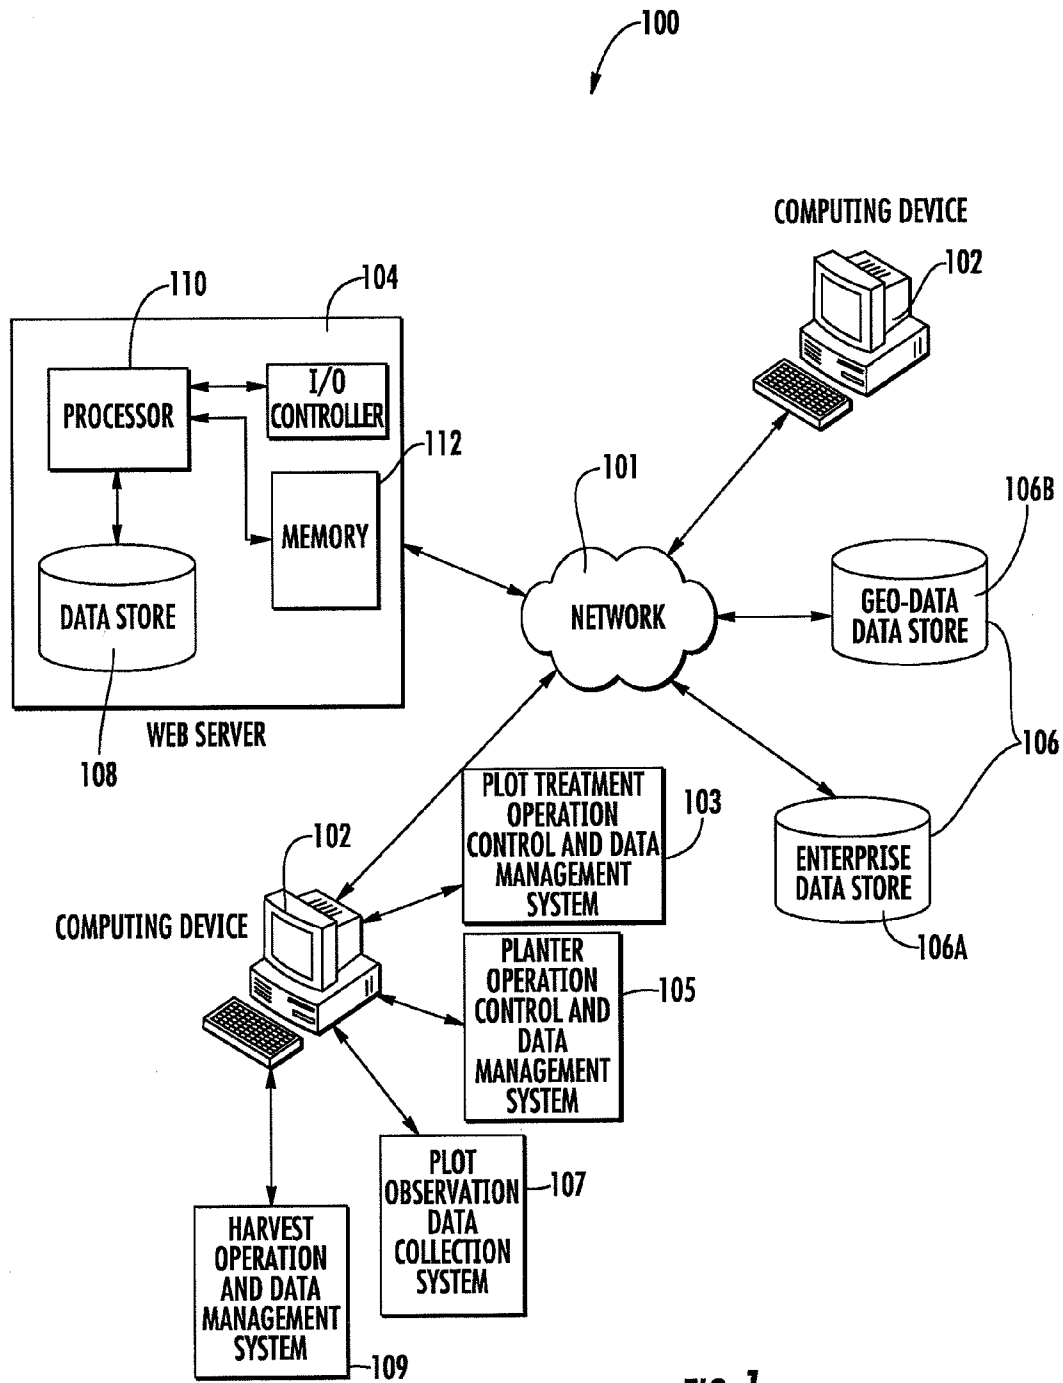 100
COMPUTING DEVICE
102
110
104
PROCESSOR
I/O
CONTROLLER
112
MEMORY
DATA STORE
108
WEB SERVER
101
NETWORK
106B
GEO-DATA
DATA STORE
106
ENTERPRISE
DATA STORE
106A
102
COMPUTING DEVICE
PLOT TREATMENT
OPERATION
CONTROL AND DATA
MANAGEMENT
SYSTEM
103
PLANTER
OPERATION
CONTROL AND
DATA
MANAGEMENT
SYSTEM
105
PLOT
OBSERVATION
DATA
COLLECTION
SYSTEM
107
HARVEST
OPERATION
AND DATA
MANAGEMENT
SYSTEM
109
FIG. 1